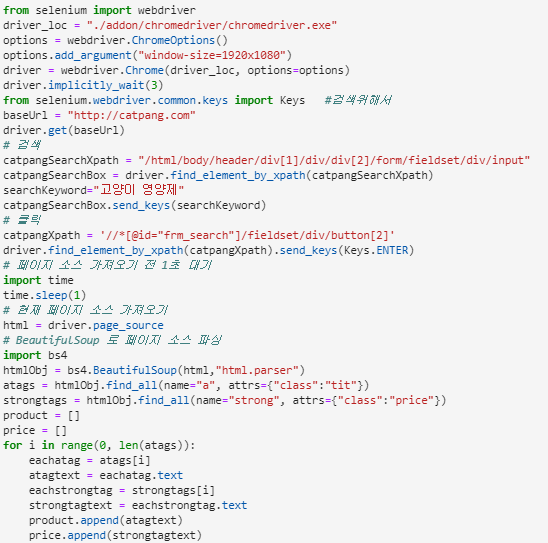 from selenium import webdriver
driver_loc = "./addon/chromedriver/chromedriver.exe"
options = webdriver.ChromeOptions()
options.add_argument("window-size=1920x1080")
driver = webdriver.Chrome(driver_loc, options=options)
driver.implicitly_wait(3)
from selenium.webdriver.common.keys import Keys   #검색위해서
baseUrl = "http://catpang.com"
driver.get(baseUrl)
# 검색
catpangSearchXpath = "/html/body/header/div[1]/div/div[2]/form/fieldset/div/input"
catpangSearchBox = driver.find_element_by_xpath(catpangSearchXpath)
searchKeyword="고양이 영양제"
catpangSearchBox.send_keys(searchKeyword)
# 클릭
catpangXpath = '//*[@id="frm_search"]/fieldset/div/button[2]'
driver.find_element_by_xpath(catpangXpath).send_keys(Keys.ENTER)
# 페이지 소스 가져오기 전 1초 대기
import time
time.sleep(1)
# 현재 페이지 소스 가져오기
html = driver.page_source
# BeautifulSoup 로 페이지 소스 파싱
import bs4
htmlObj = bs4.BeautifulSoup(html,"html.parser")
atags = htmlObj.find_all(name="a", attrs={"class":"tit"})
strongtags = htmlObj.find_all(name="strong", attrs={"class":"price"})
product = []
price = []
for i in range(0, len(atags)):
    eachatag = atags[i]
    atagtext = eachatag.text
    eachstrongtag = strongtags[i]
    strongtagtext = eachstrongtag.text
    product.append(atagtext)
    price.append(strongtagtext)